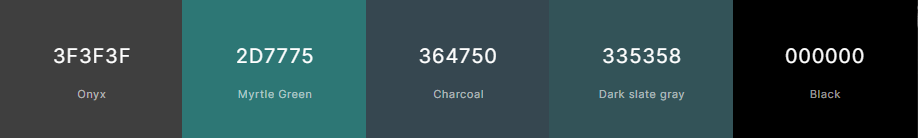 3F3F3F 2D7775 364750 335358 000000
Onyx Myrtle Green Charcoal Dark slate gray Black